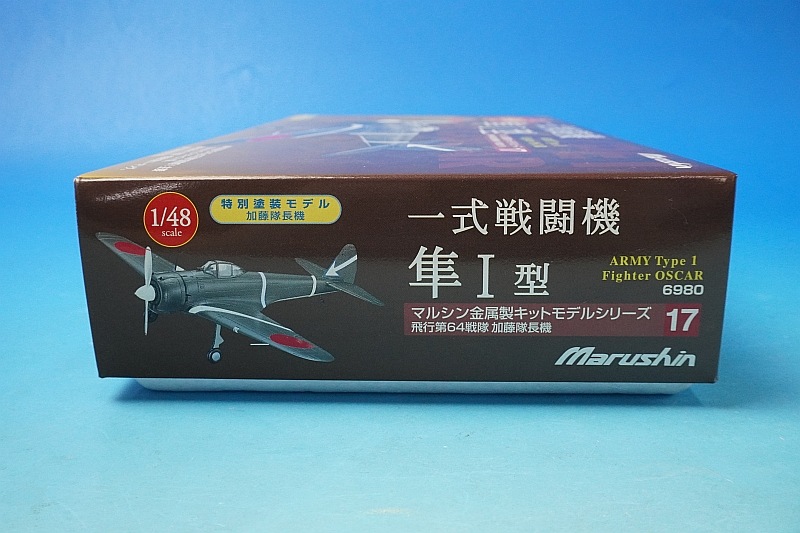 Marushin
1/48
scale
特別塗装モデル
加藤隊長機
一式戦闘機
隼I型
ARMY Type 1
Fighter OSCAR
6980
マルシン金属製キットモデルシリーズ 17
飛行第64戦隊 加藤隊長機
Marushin